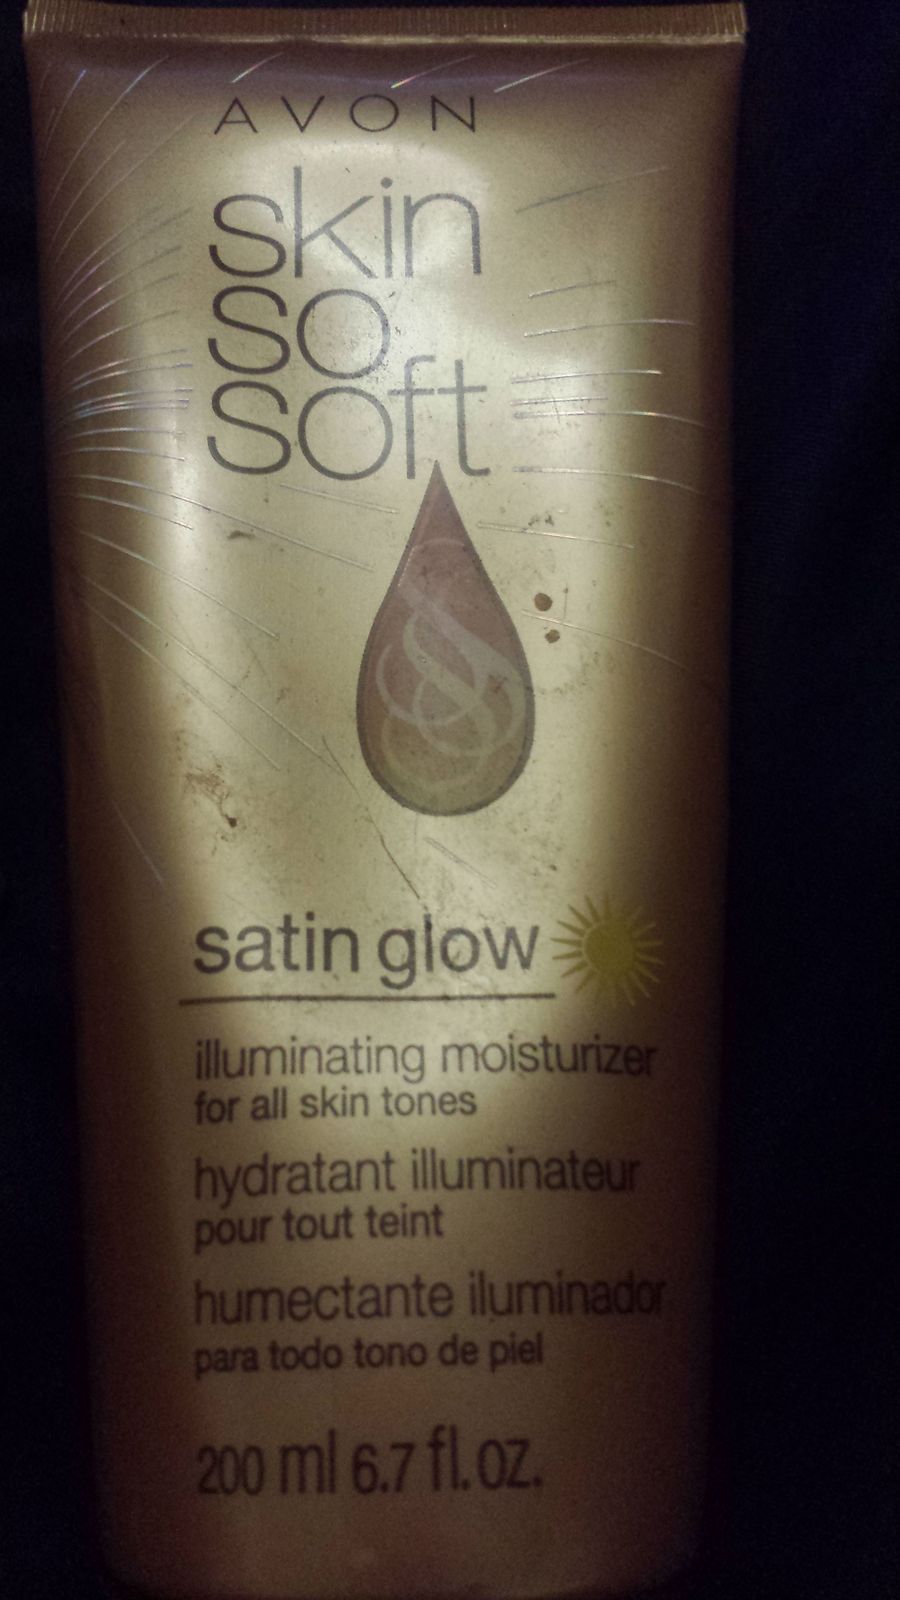 AVON
skin
so
soft
satin glow
illuminating moisturizer
for all skin tones
hydratant illuminateur
pour tout teint
humectante iluminador
para todo tono de piel
200 ml 6.7 fl. oz.